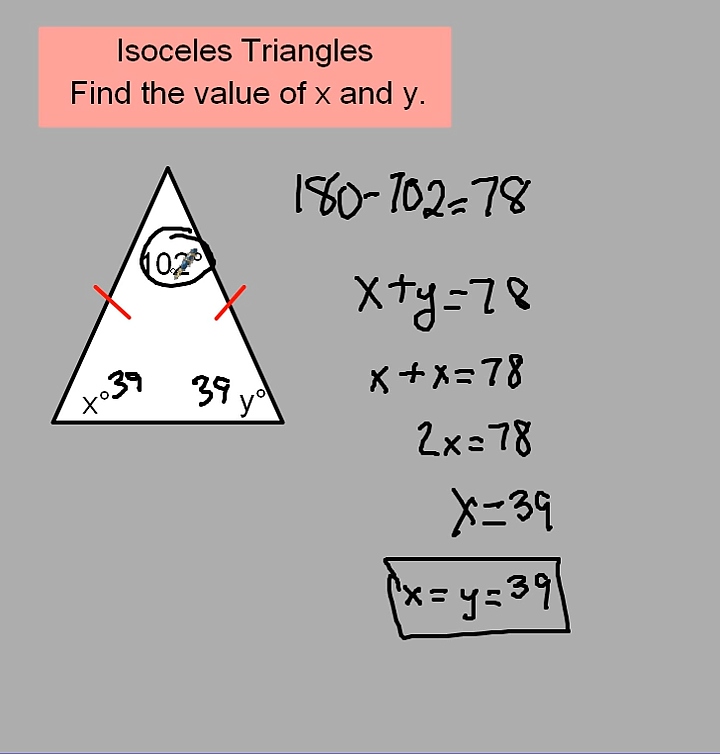 Isoceles Triangles
Find the value of x and y.
180-102=78
102°
x+y=78
x+x=78
x° 39 39 y°
2x=78
x=39
x=y=39